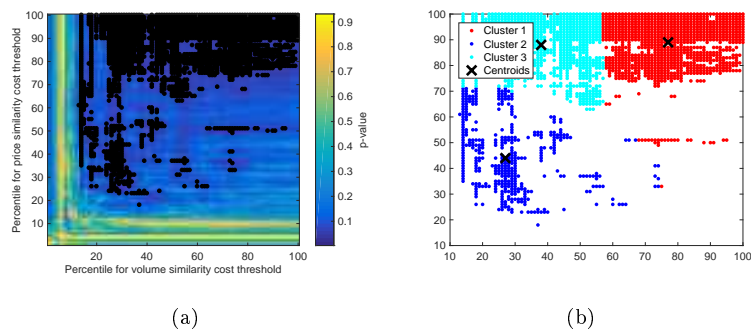 100
90
80
70
60
50
40
30
20
10
Percentile for price similarity cost threshold
20 40 60 80 100
Percentile for volume similarity cost threshold
0.9
0.8
0.7
0.6
0.5
0.4
0.3
0.2
0.1
p-value
(a)
100
90
80
70
60
50
40
30
20
10
Cluster 1
Cluster 2
Cluster 3
Centroids
10 20 30 40 50 60 70 80 90 100
(b)